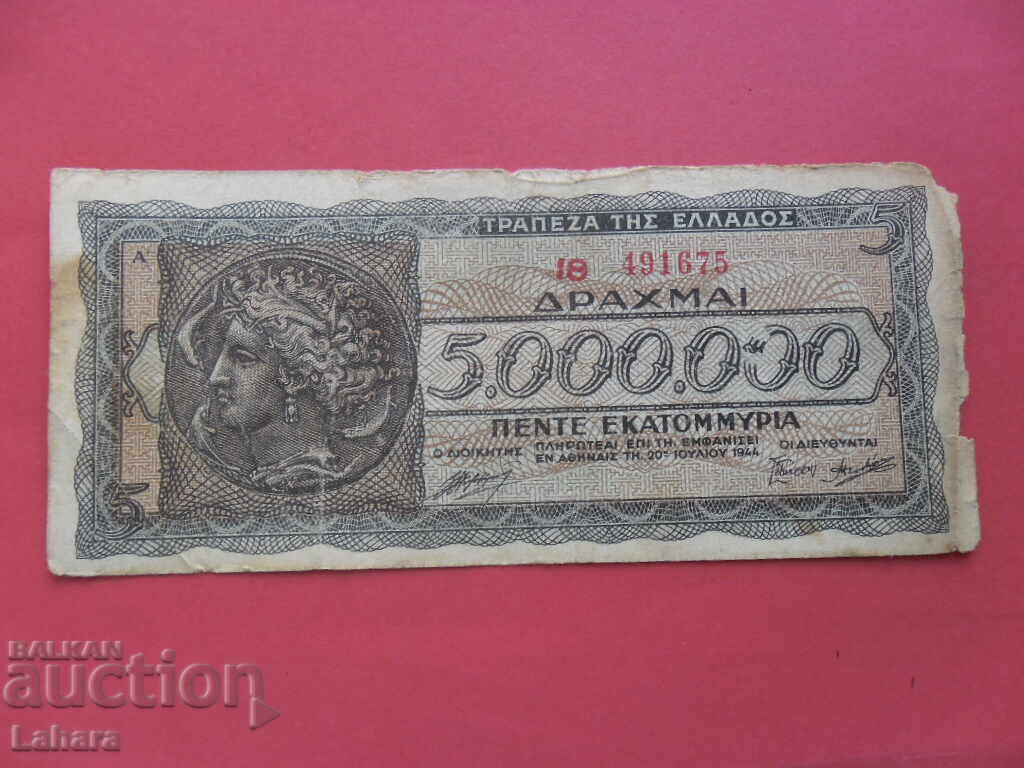 ΤΡΑΠΕΖΑ ΤΗΣ ΕΛΛΑΔΟΣ
5
Α
ΙΘ 491675
ΔΡΑΧΜΑΙ
5.000.000
ΠΕΝΤΕ ΕΚΑΤΟΜΜΥΡΙΑ
Ο ΔΙΟΙΚΗΤΗΣ
ΠΛΗΡΩΤΕΑΙ ΕΠΙ ΤΗ ΕΜΦΑΝΙΣΕΙ
ΕΝ ΑΘΗΝΑΙΣ ΤΗ 20ῌ ΙΟΥΛΙΟΥ 1944
ΟΙ ΔΙΕΥΘΥΝΤΑΙ
5
BALKAN
auction
Lahara